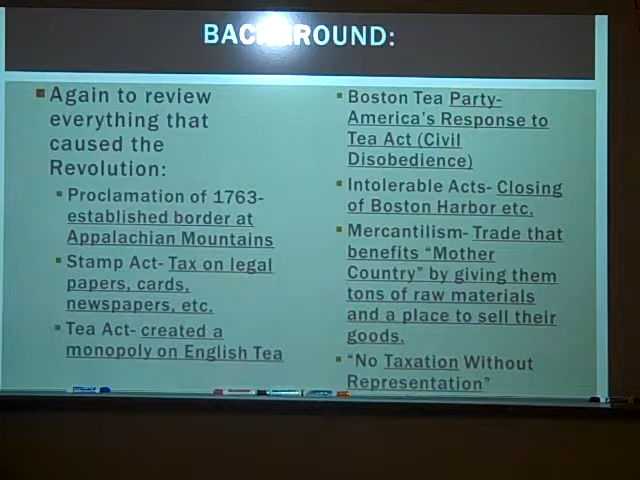 BACKGROUND:
Again to review
everything that
caused the
Revolution:
Proclamation of 1763-
established border at
Appalachian Mountains
Stamp Act- Tax on legal
papers, cards,
newspapers, etc.
Tea Act- created a
monopoly on English Tea
Boston Tea Party-
America's Response to
Tea Act (Civil
Disobedience)
Intolerable Acts- Closing
of Boston Harbor etc.
Mercantilism- Trade that
benefits "Mother
Country" by giving them
tons of raw materials
and a place to sell their
goods.
"No Taxation Without
Representation"